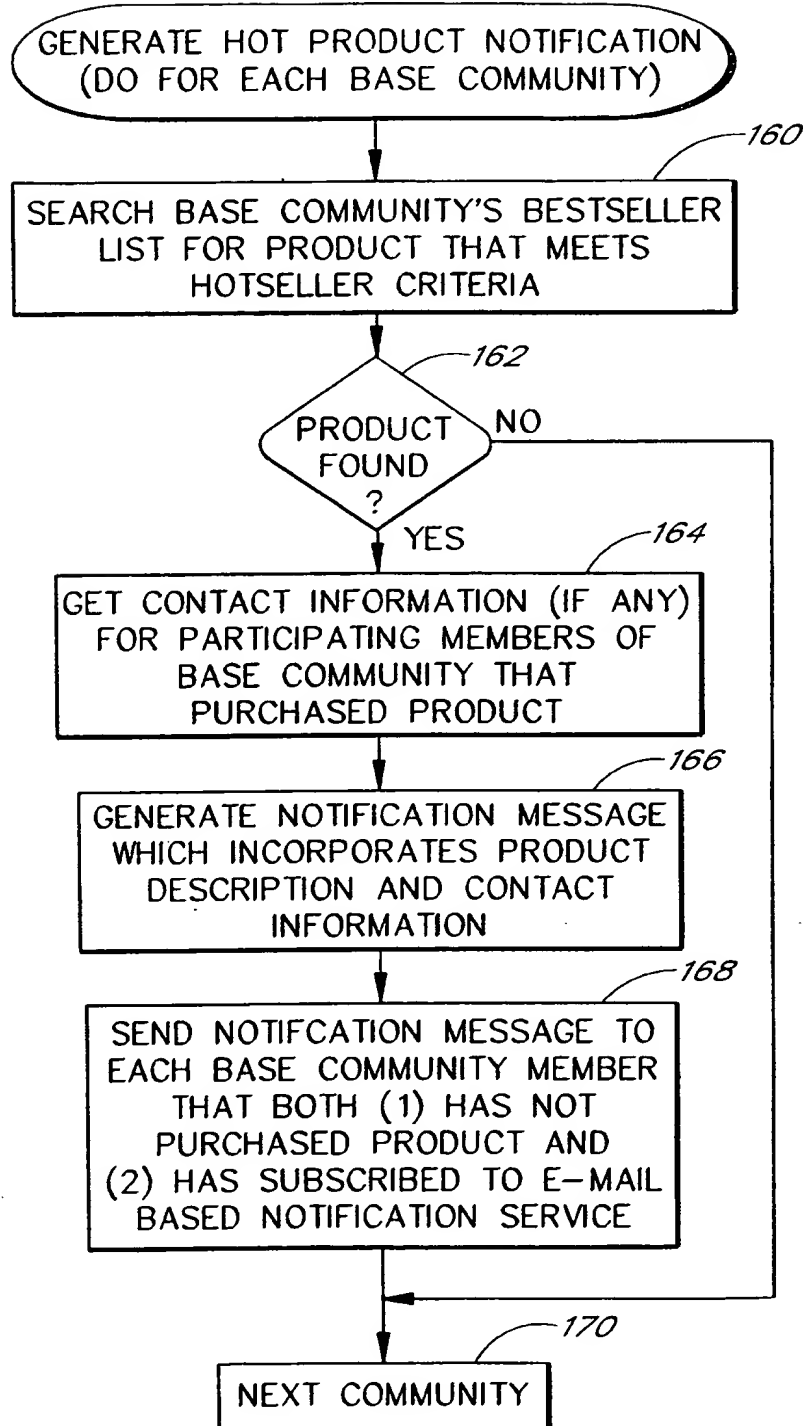 GENERATE HOT PRODUCT NOTIFICATION
(DO FOR EACH BASE COMMUNITY)
160
SEARCH BASE COMMUNITY'S BESTSELLER
LIST FOR PRODUCT THAT MEETS
HOTSELLER CRITERIA
162
PRODUCT
FOUND
?
NO
YES
164
GET CONTACT INFORMATION (IF ANY)
FOR PARTICIPATING MEMBERS OF
BASE COMMUNITY THAT
PURCHASED PRODUCT
166
GENERATE NOTIFICATION MESSAGE
WHICH INCORPORATES PRODUCT
DESCRIPTION AND CONTACT
INFORMATION
168
SEND NOTIFCATION MESSAGE TO
EACH BASE COMMUNITY MEMBER
THAT BOTH (1) HAS NOT
PURCHASED PRODUCT AND
(2) HAS SUBSCRIBED TO E-MAIL
BASED NOTIFICATION SERVICE
170
NEXT COMMUNITY